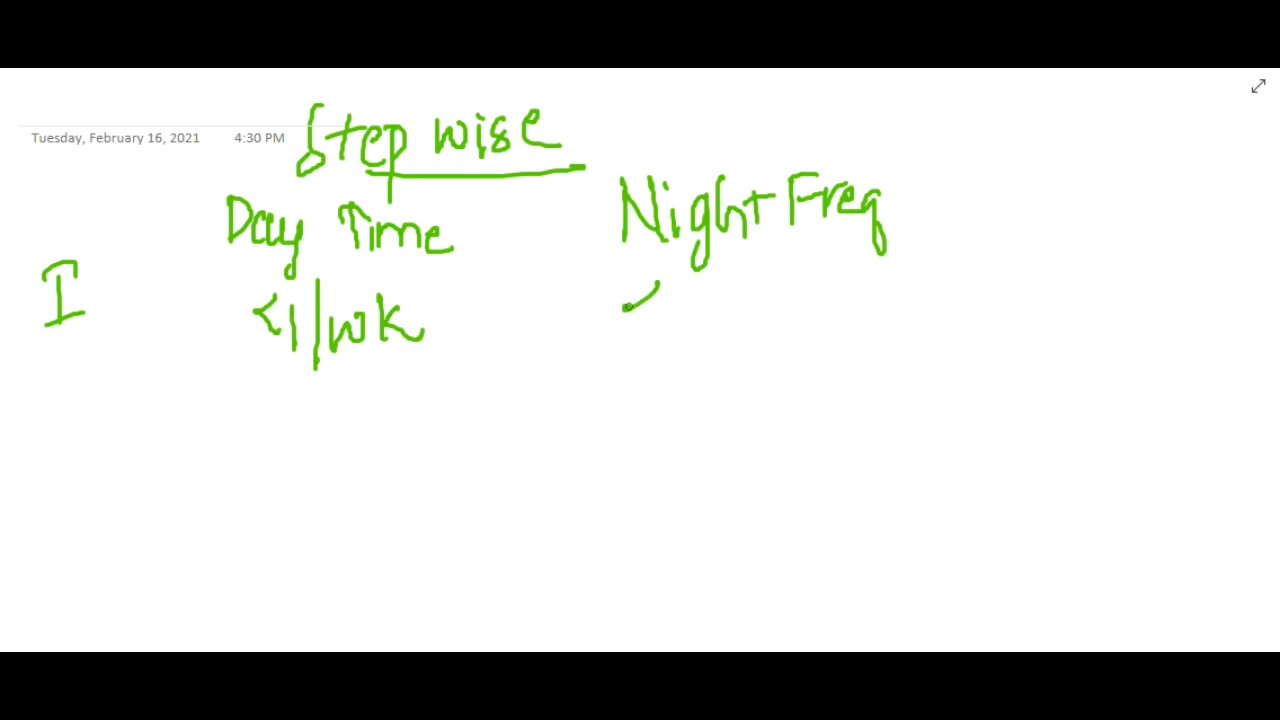 Tuesday, February 16, 2021 4:30 PM
Step wise
Day Time Night Freq
I <1/wk